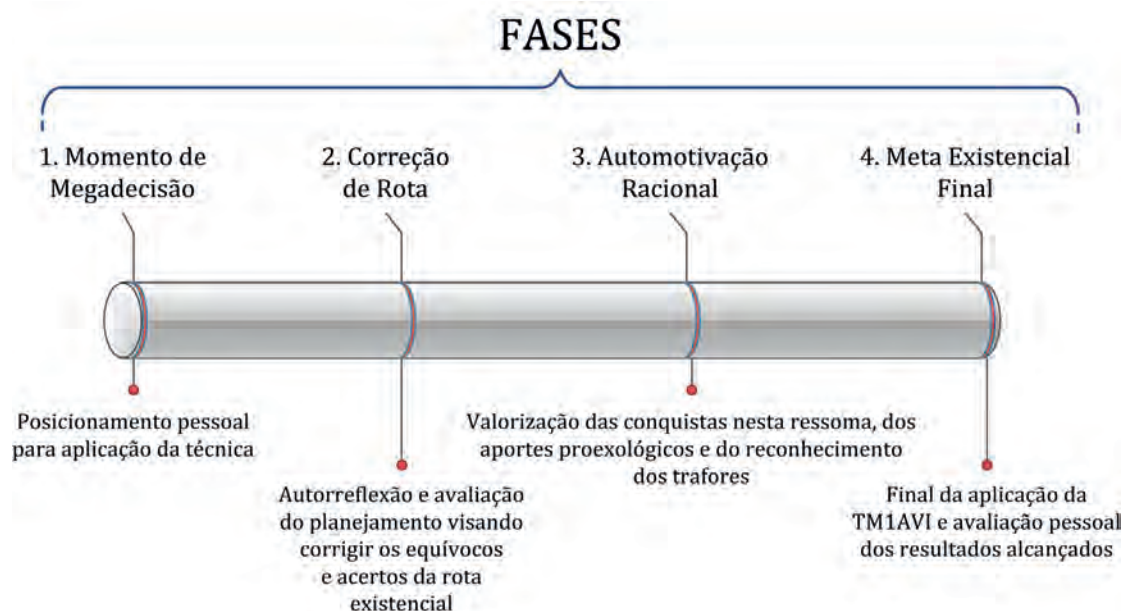 FASES
1. Momento de
Megadecisão
2. Correção
de Rota
3. Automotivação
Racional
4. Meta Existencial
Final
Posicionamento pessoal
para aplicação da técnica
Autorreflexão e avaliação
do planejamento visando
corrigir os equívocos
e acertos da rota
existencial
Valorização das conquistas nesta ressoma, dos
aportes proexológicos e do reconhecimento
dos trafores
Final da aplicação da
TM1AVI e avaliação pessoal
dos resultados alcançados